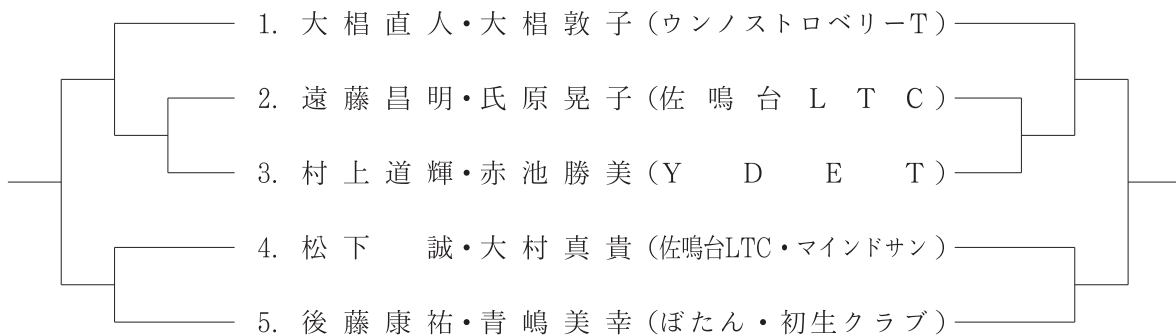 1. 大椙直人・大椙敦子(ウンノストロベリーT)
2. 遠藤昌明・氏原晃子(佐鳴台LTC)
3. 村上道輝・赤池勝美(YDET)
4. 松下 誠・大村真貴(佐鳴台LTC・マインドサン)
5. 後藤康祐・青嶋美幸(ぼたん・初生クラブ)